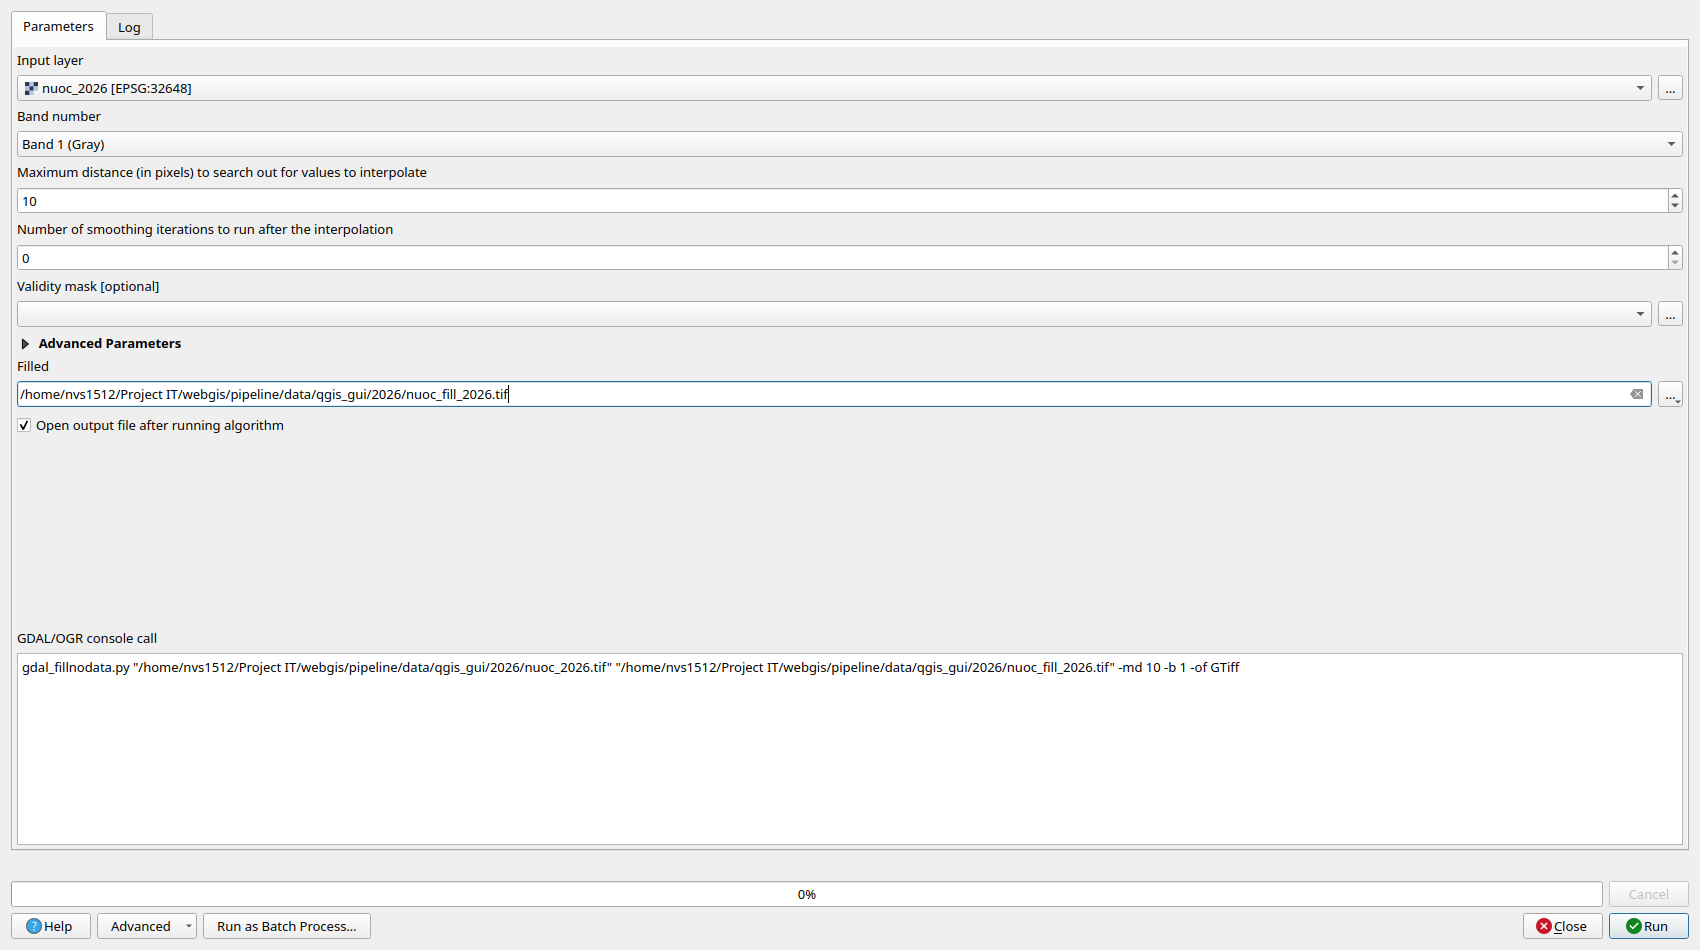 Parameters
Log
Input layer
nuoc_2026 [EPSG:32648]
...
Band number
Band 1 (Gray)
Maximum distance (in pixels) to search out for values to interpolate
10
Number of smoothing iterations to run after the interpolation
0
Validity mask [optional]
...
Advanced Parameters
Filled
/home/nvs1512/Project IT/webgis/pipeline/data/qgis_gui/2026/nuoc_fill_2026.tif
...
Open output file after running algorithm
GDAL/OGR console call
gdal_fillnodata.py "/home/nvs1512/Project IT/webgis/pipeline/data/qgis_gui/2026/nuoc_2026.tif" "/home/nvs1512/Project IT/webgis/pipeline/data/qgis_gui/2026/nuoc_fill_2026.tif" -md 10 -b 1 -of GTiff
0%
Cancel
Help
Advanced
Run as Batch Process...
Close
Run